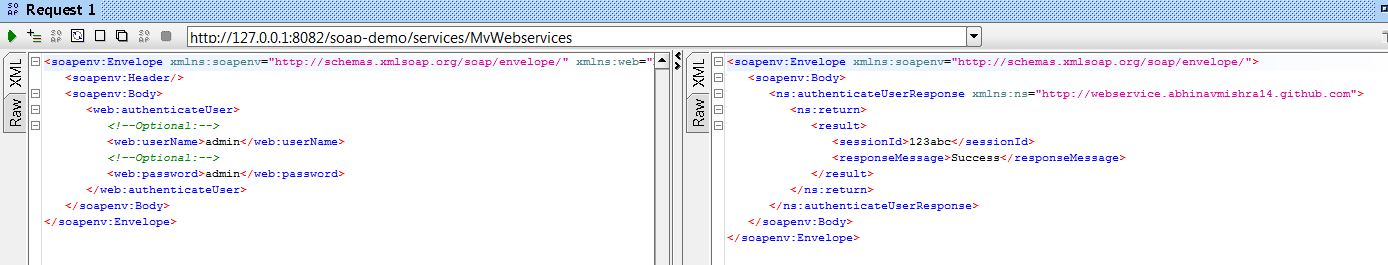 SO AP Request 1
http://127.0.0.1:8082/soap-demo/services/MyWebservices
XML
Raw
<soapenv:Envelope xmlns:soapenv="http://schemas.xmlsoap.org/soap/envelope/" xmlns:web="
<soapenv:Header/>
<soapenv:Body>
<web:authenticateUser>
<!--Optional:-->
<web:userName>admin</web:userName>
<!--Optional:-->
<web:password>admin</web:password>
</web:authenticateUser>
</soapenv:Body>
</soapenv:Envelope>
XML
Raw
<soapenv:Envelope xmlns:soapenv="http://schemas.xmlsoap.org/soap/envelope/">
<soapenv:Body>
<ns:authenticateUserResponse xmlns:ns="http://webservice.abhinavmishra14.github.com">
<ns:return>
<result>
<sessionId>123abc</sessionId>
<responseMessage>Success</responseMessage>
</result>
</ns:return>
</ns:authenticateUserResponse>
</soapenv:Body>
</soapenv:Envelope>